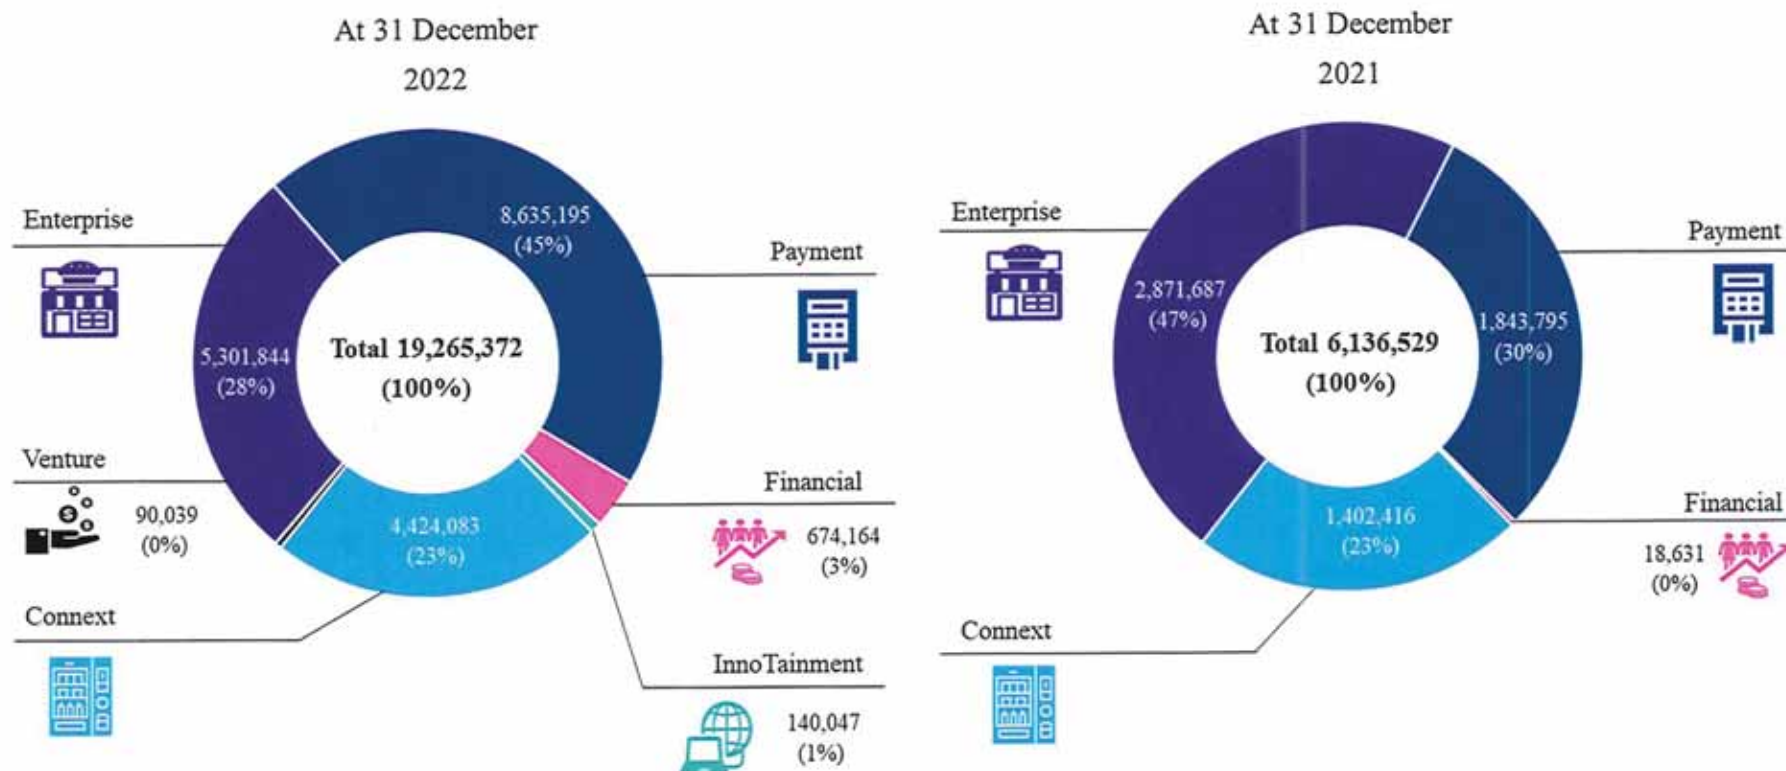 At 31 December
2022
Enterprise
8,635,195
(45%)
Payment
5,301,844
(28%)
Total 19,265,372
(100%)
Venture
90,039
(0%)
Financial
674,164
(3%)
4,424,083
(23%)
Connext
InnoTainment
140,047
(1%)
At 31 December
2021
Enterprise
Payment
2,871,687
(47%)
Total 6,136,529
(100%)
1,843,795
(30%)
Financial
18,631
(0%)
1,402,416
(23%)
Connext